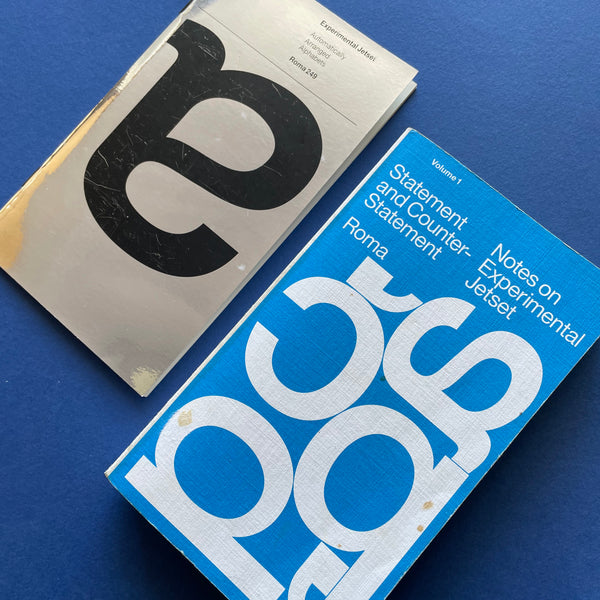 Experimental Jetset
Automatically
Arranged
Alphabets
Roma 249
a
Volume 1
Statement
and Counter-
Statement
Roma
Notes on
Experimental
Jetset